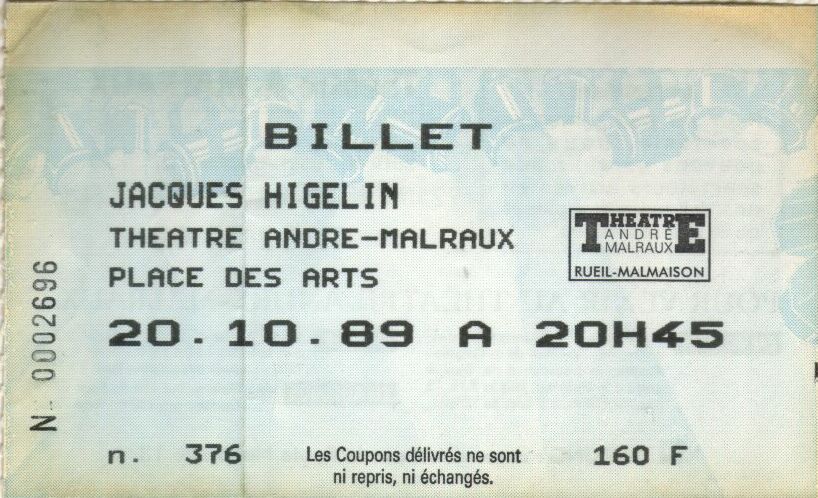 BILLET
JACQUES HIGELIN
THEATRE ANDRE-MALRAUX
PLACE DES ARTS
THEATRE
ANDRÉ
MALRAUX
RUEIL-MALMAISON
20.10.89 A 20H45
N. 0002696
n. 376
Les Coupons délivrés ne sont
ni repris, ni échangés.
160 F